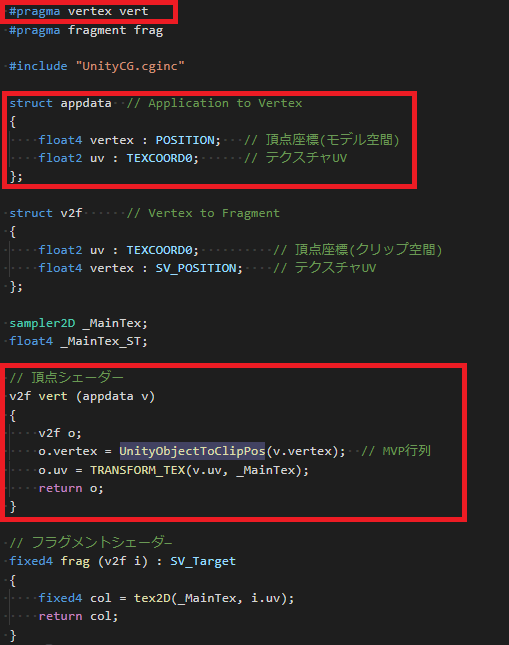 #pragma vertex vert
#pragma fragment frag
#include "UnityCG.cginc"
struct appdata // Application to Vertex
{
float4 vertex : POSITION; // 頂点座標(モデル空間)
float2 uv : TEXCOORD0; // テクスチャUV
};
struct v2f // Vertex to Fragment
{
float2 uv : TEXCOORD0; // 頂点座標(クリップ空間)
float4 vertex : SV_POSITION; // テクスチャUV
};
sampler2D _MainTex;
float4 _MainTex_ST;
// 頂点シェーダー
v2f vert (appdata v)
{
v2f o;
o.vertex = UnityObjectToClipPos(v.vertex); // MVP行列
o.uv = TRANSFORM_TEX(v.uv, _MainTex);
return o;
}
// フラグメントシェーダー
fixed4 frag (v2f i) : SV_Target
{
fixed4 col = tex2D(_MainTex, i.uv);
return col;
}